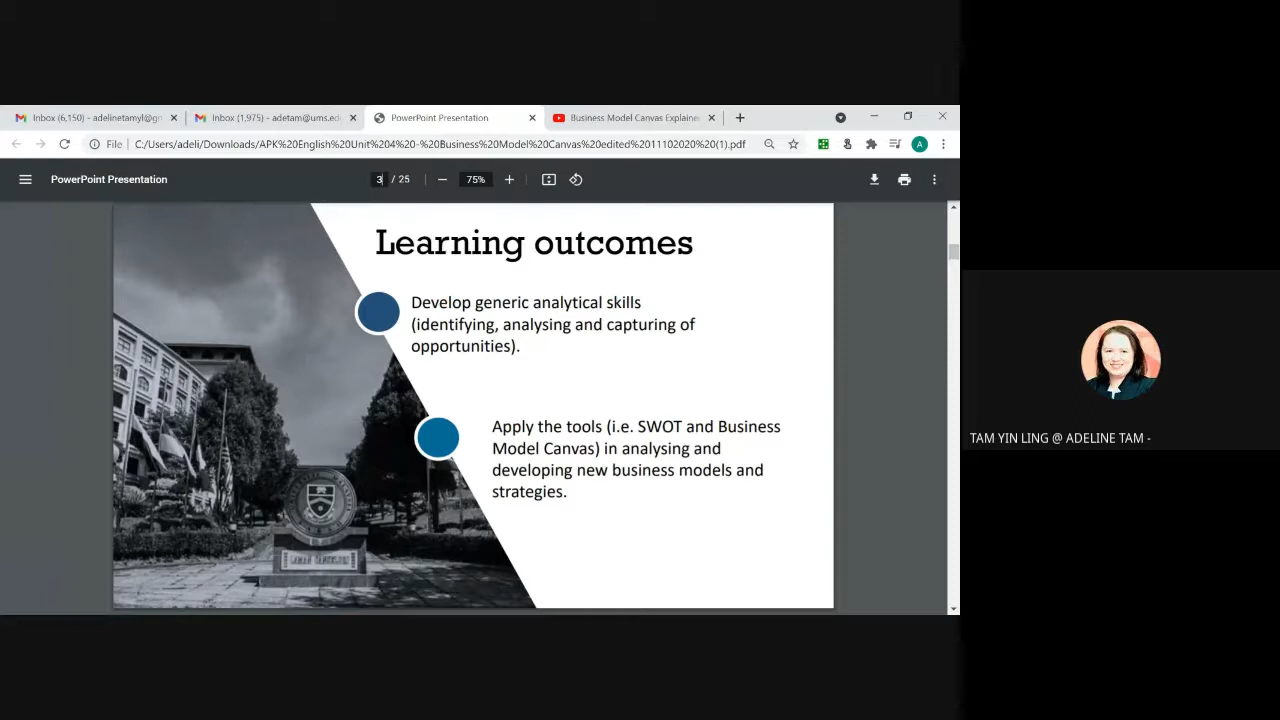 Inbox (6,150) - adelinetamyl@gr
Inbox (1,975) - adetam@ums.ed
PowerPoint Presentation
Business Model Canvas Explaine
File
C:/Users/adeli/Downloads/APK%20English%20Unit%204%20-%20Business%20Model%20Canvas%20edited%2011102020%20(1).pdf
A
PowerPoint Presentation
3 / 25
75%
Learning outcomes
Develop generic analytical skills
(identifying, analysing and capturing of
opportunities).
Apply the tools (i.e. SWOT and Business
Model Canvas) in analysing and
developing new business models and
strategies.
TAM YIN LING @ ADELINE TAM -